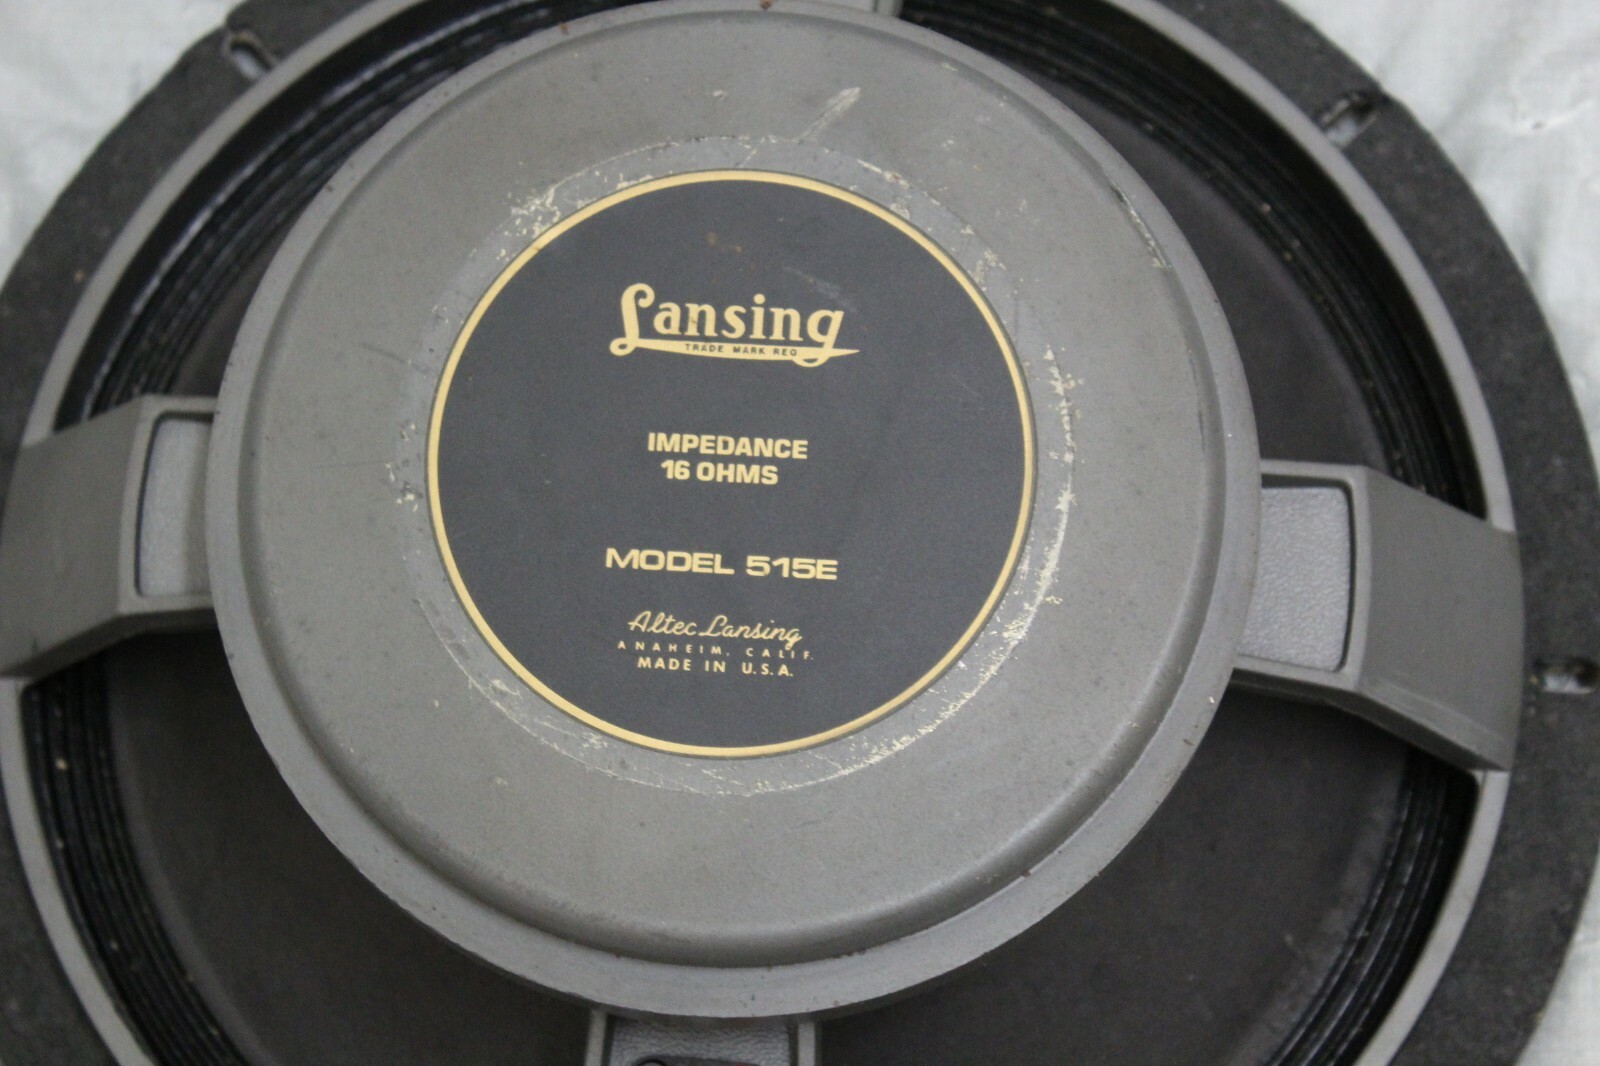 Lansing
TRADE MARK REG
IMPEDANCE
16 OHMS
MODEL 515E
Altec Lansing
ANAHEIM, CALIF.
MADE IN U.S.A.